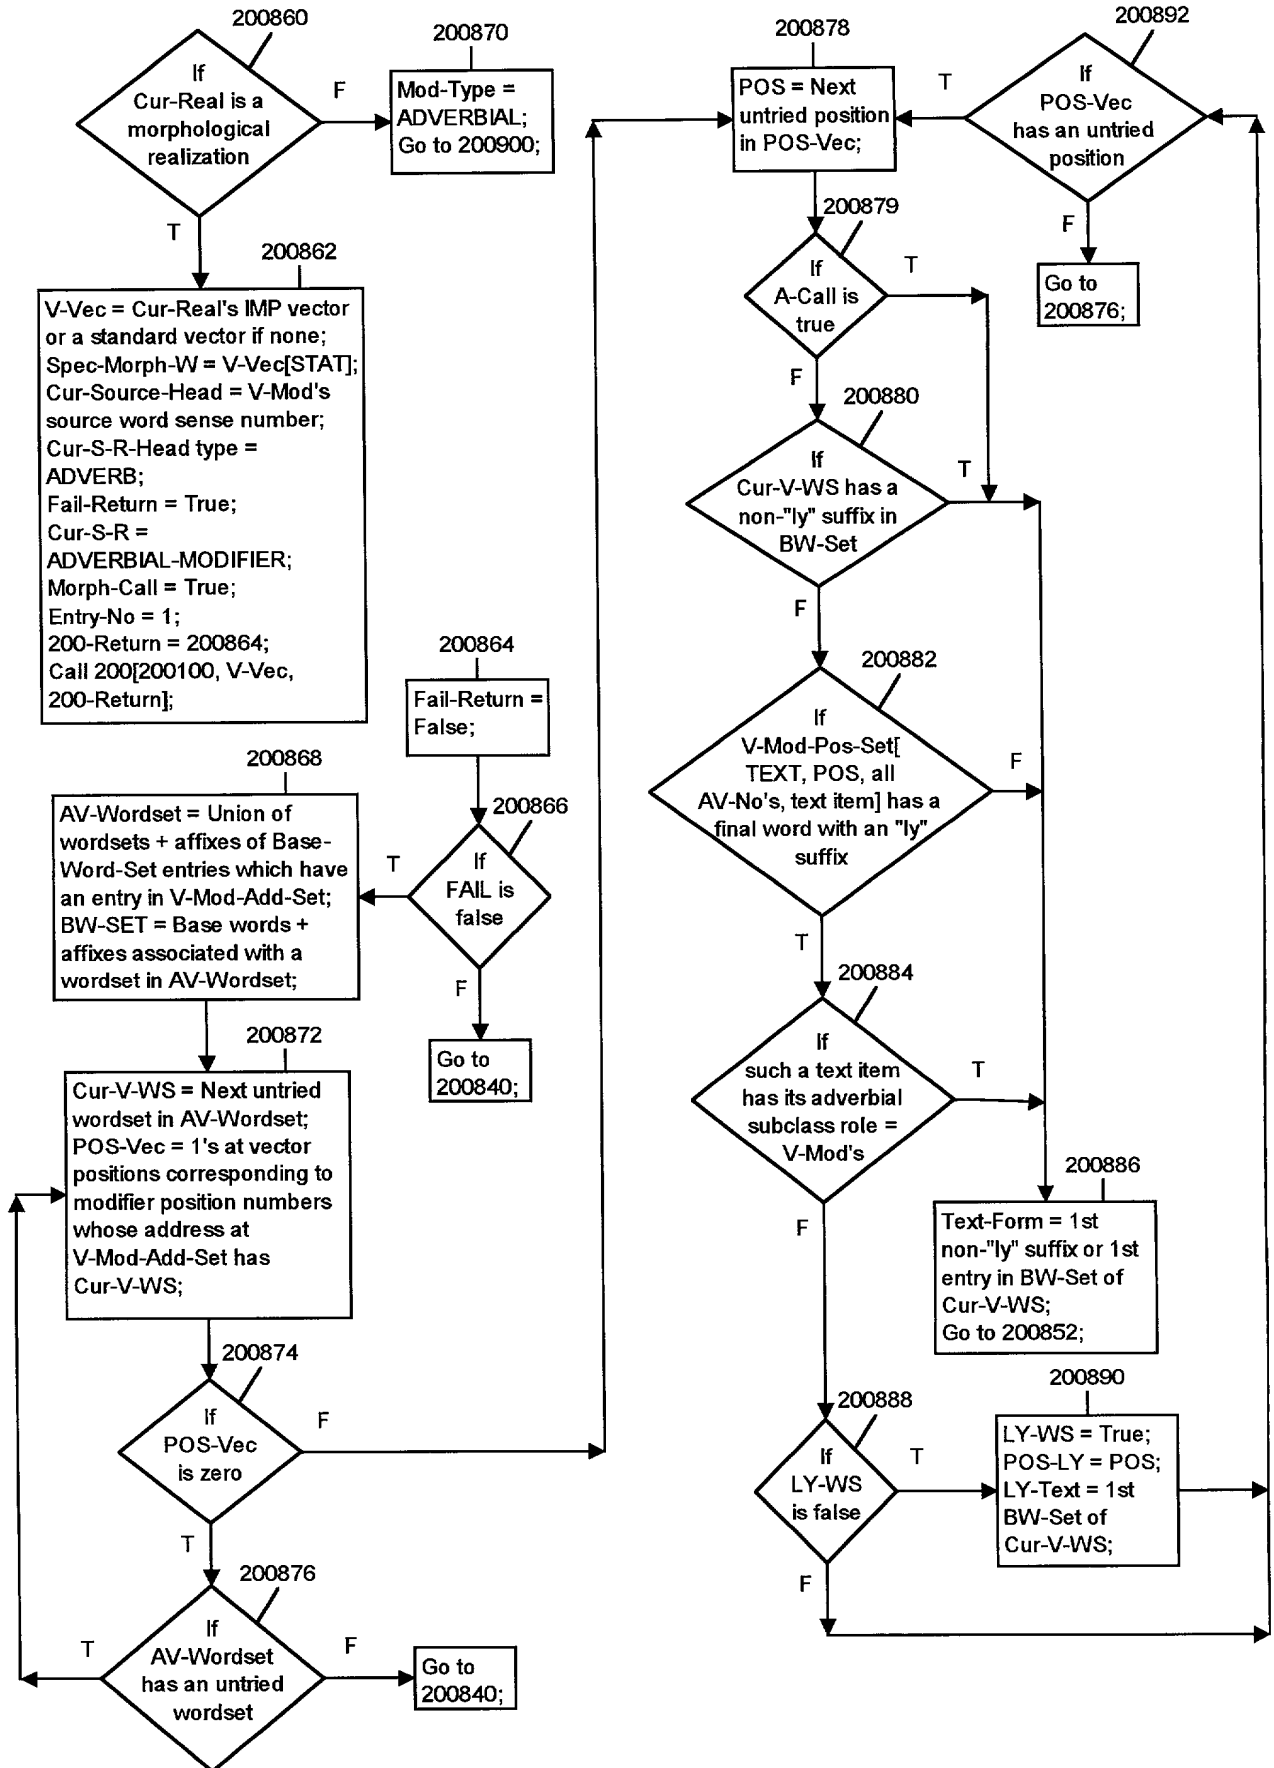 200860
If
Cur-Real is a
morphological
realization
F
T
200870
Mod-Type =
ADVERBIAL;
Go to 200900;
200862
V-Vec = Cur-Real's IMP vector
or a standard vector if none;
Spec-Morph-W = V-Vec[STAT];
Cur-Source-Head = V-Mod's
source word sense number;
Cur-S-R-Head type =
ADVERB;
Fail-Return = True;
Cur-S-R =
ADVERBIAL-MODIFIER;
Morph-Call = True;
Entry-No = 1;
200-Return = 200864;
Call 200[200100, V-Vec,
200-Return];
200864
Fail-Return =
False;
200866
If
FAIL is
false
T
F
Go to
200840;
200868
AV-Wordset = Union of
wordsets + affixes of Base-
Word-Set entries which have
an entry in V-Mod-Add-Set;
BW-SET = Base words +
affixes associated with a
wordset in AV-Wordset;
200872
Cur-V-WS = Next untried
wordset in AV-Wordset;
POS-Vec = 1's at vector
positions corresponding to
modifier position numbers
whose address at
V-Mod-Add-Set has
Cur-V-WS;
200874
If
POS-Vec
is zero
F
T
200876
If
AV-Wordset
has an untried
wordset
T
F
Go to
200840;
200878
POS = Next
untried position
in POS-Vec;
200892
If
POS-Vec
has an untried
position
T
F
Go to
200876;
200879
If
A-Call is
true
T
F
200880
If
Cur-V-WS has a
non-"ly" suffix in
BW-Set
T
F
200882
If
V-Mod-Pos-Set[
TEXT, POS, all
AV-No's, text item] has a
final word with an "ly"
suffix
F
T
200884
If
such a text item
has its adverbial
subclass role =
V-Mod's
T
F
200886
Text-Form = 1st
non-"ly" suffix or 1st
entry in BW-Set of
Cur-V-WS;
Go to 200852;
200888
If
LY-WS
is false
T
F
200890
LY-WS = True;
POS-LY = POS;
LY-Text = 1st
BW-Set of
Cur-V-WS;